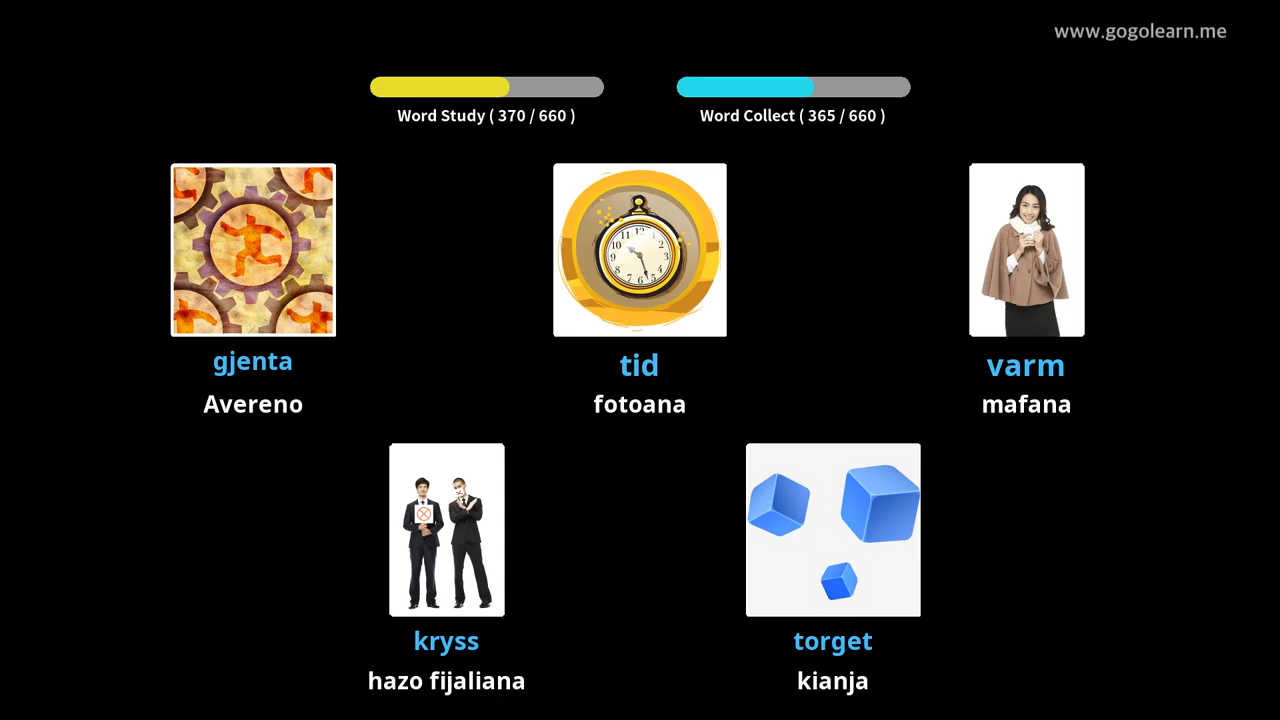 www.gogolearn.me
Word Study ( 370 / 660 )
Word Collect ( 365 / 660 )
gjenta
Avereno
tid
fotoana
varm
mafana
kryss
hazo fijaliana
torget
kianja